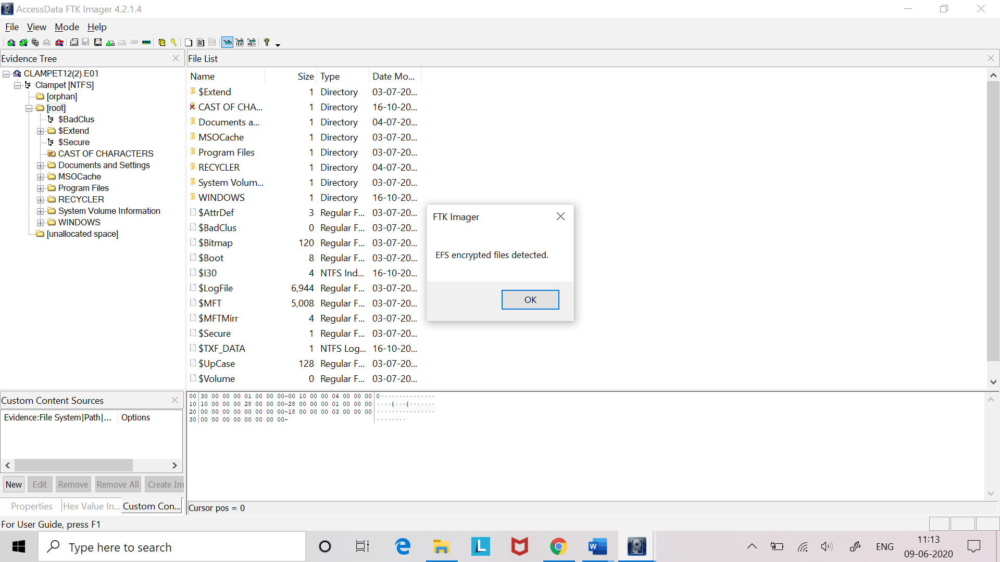 AccessData FTK Imager 4.2.1.4
File View Mode Help
Evidence Tree
CLAMPET12(2).E01
Clampet [NTFS]
[orphan]
[root]
$BadClus
$Extend
$Secure
CAST OF CHARACTERS
Documents and Settings
MSOCache
Program Files
RECYCLER
System Volume Information
WINDOWS
[unallocated space]
File List
Name Size Type Date Mo...
$Extend 1 Directory 03-07-20...
CAST OF CHA... 1 Directory 16-10-20...
Documents a... 1 Directory 04-07-20...
MSOCache 1 Directory 03-07-20...
Program Files 1 Directory 03-07-20...
RECYCLER 1 Directory 04-07-20...
System Volum... 1 Directory 03-07-20...
WINDOWS 1 Directory 16-10-20...
$AttrDef 3 Regular F... 03-07-20...
$BadClus 0 Regular F... 03-07-20...
$Bitmap 120 Regular F... 03-07-20...
$Boot 8 Regular F... 03-07-20...
$I30 4 NTFS Ind... 16-10-20...
$LogFile 6,944 Regular F... 03-07-20...
$MFT 5,008 Regular F... 03-07-20...
$MFTMirr 4 Regular F... 03-07-20...
$Secure 1 Regular F... 03-07-20...
$TXF_DATA 1 NTFS Log... 16-10-20...
$UpCase 128 Regular F... 03-07-20...
$Volume 0 Regular F... 03-07-20...
FTK Imager
EFS encrypted files detected.
OK
Custom Content Sources
Evidence:File System|Path|... Options
New Edit Remove Remove All Create Im
Properties Hex Value In... Custom Con...
00 30 00 00 00 01 00 00 00-00 10 00 00 04 00 00 00 0···············
10 10 00 00 00 28 00 00 00-28 00 00 00 01 00 00 00 ····(···(·······
20 00 00 00 00 00 00 00 00-18 00 00 00 03 00 00 00 ················
30 00 00 00 00 00 00 00 00- ········
Cursor pos = 0
For User Guide, press F1
Type here to search
ENG
11:13
09-06-2020